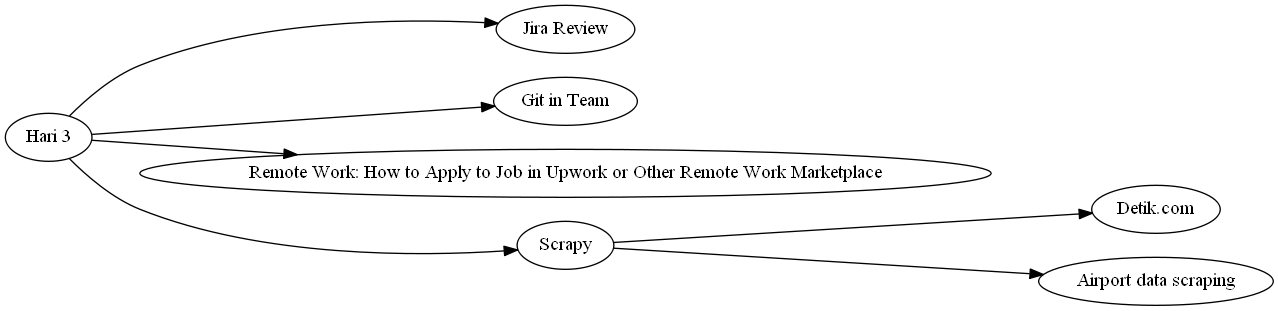 Hari 3
Jira Review
Git in Team
Remote Work: How to Apply to Job in Upwork or Other Remote Work Marketplace
Scrapy
Detik.com
Airport data scraping